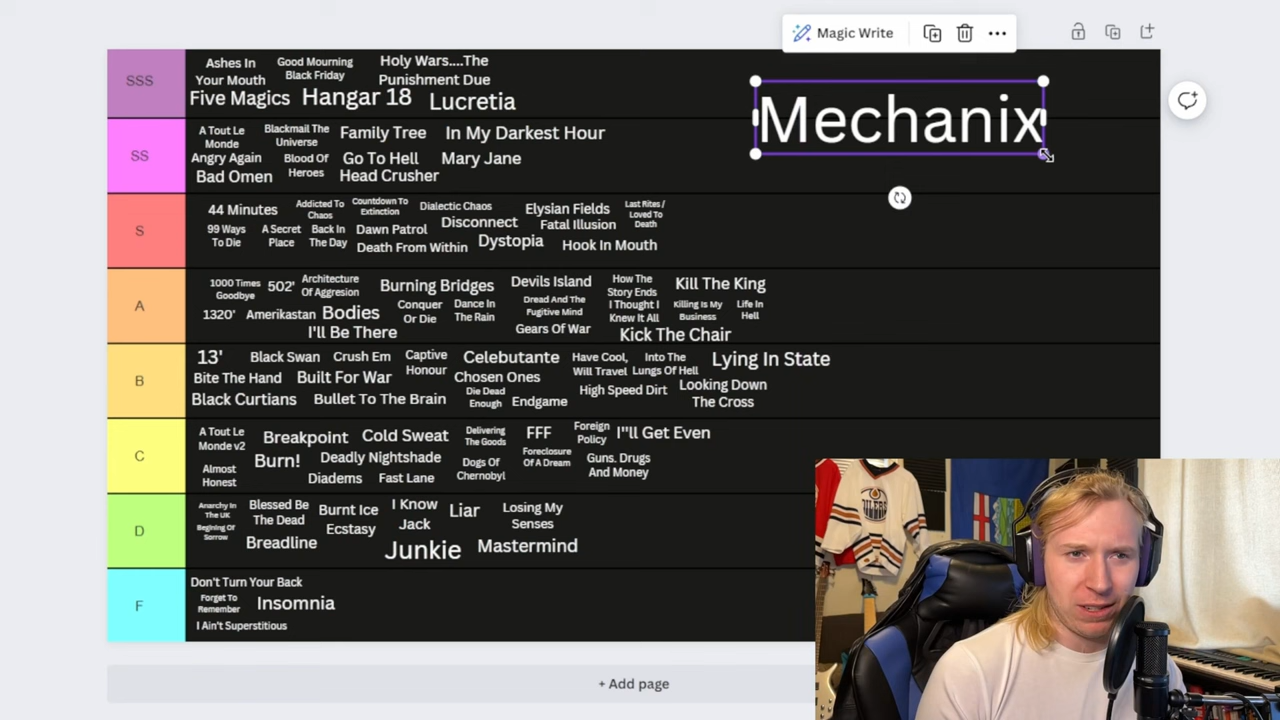 Magic Write
SSS
Ashes In
Your Mouth
Good Mourning
Black Friday
Holy Wars....The
Punishment Due
Five Magics
Hangar 18
Lucretia
Mechanix
SS
A Tout Le
Monde
Blackmail The
Universe
Family Tree
In My Darkest Hour
Angry Again
Blood Of
Heroes
Go To Hell
Mary Jane
Bad Omen
Head Crusher
S
44 Minutes
Addicted To
Chaos
Countdown To
Extinction
Dialectic Chaos
Elysian Fields
Last Rites /
Loved To
Death
99 Ways
To Die
A Secret
Place
Back In
The Day
Dawn Patrol
Disconnect
Fatal Illusion
Death From Within
Dystopia
Hook In Mouth
A
1000 Times
Goodbye
502'
Architecture
Of Aggresion
Burning Bridges
Devils Island
How The
Story Ends
Kill The King
1320'
Amerikastan
Bodies
Conquer
Or Die
Dance In
The Rain
Dread And The
Fugitive Mind
I Thought I
Knew It All
Killing Is My
Business
Life In
Hell
I'll Be There
Gears Of War
Kick The Chair
B
13'
Black Swan
Crush Em
Captive
Honour
Celebutante
Have Cool,
Will Travel
Into The
Lungs Of Hell
Lying In State
Bite The Hand
Built For War
Chosen Ones
High Speed Dirt
Looking Down
The Cross
Black Curtians
Bullet To The Brain
Die Dead
Enough
Endgame
C
A Tout Le
Monde v2
Breakpoint
Cold Sweat
Delivering
The Goods
FFF
Foreign
Policy
I"ll Get Even
Almost
Honest
Burn!
Deadly Nightshade
Dogs Of
Chernobyl
Foreclosure
Of A Dream
Guns. Drugs
And Money
Diadems
Fast Lane
D
Anarchy In
The UK
Blessed Be
The Dead
Burnt Ice
I Know
Jack
Liar
Losing My
Senses
Begining Of
Sorrow
Breadline
Ecstasy
Junkie
Mastermind
F
Don't Turn Your Back
Forget To
Remember
Insomnia
I Ain't Superstitious
+ Add page
OILERS